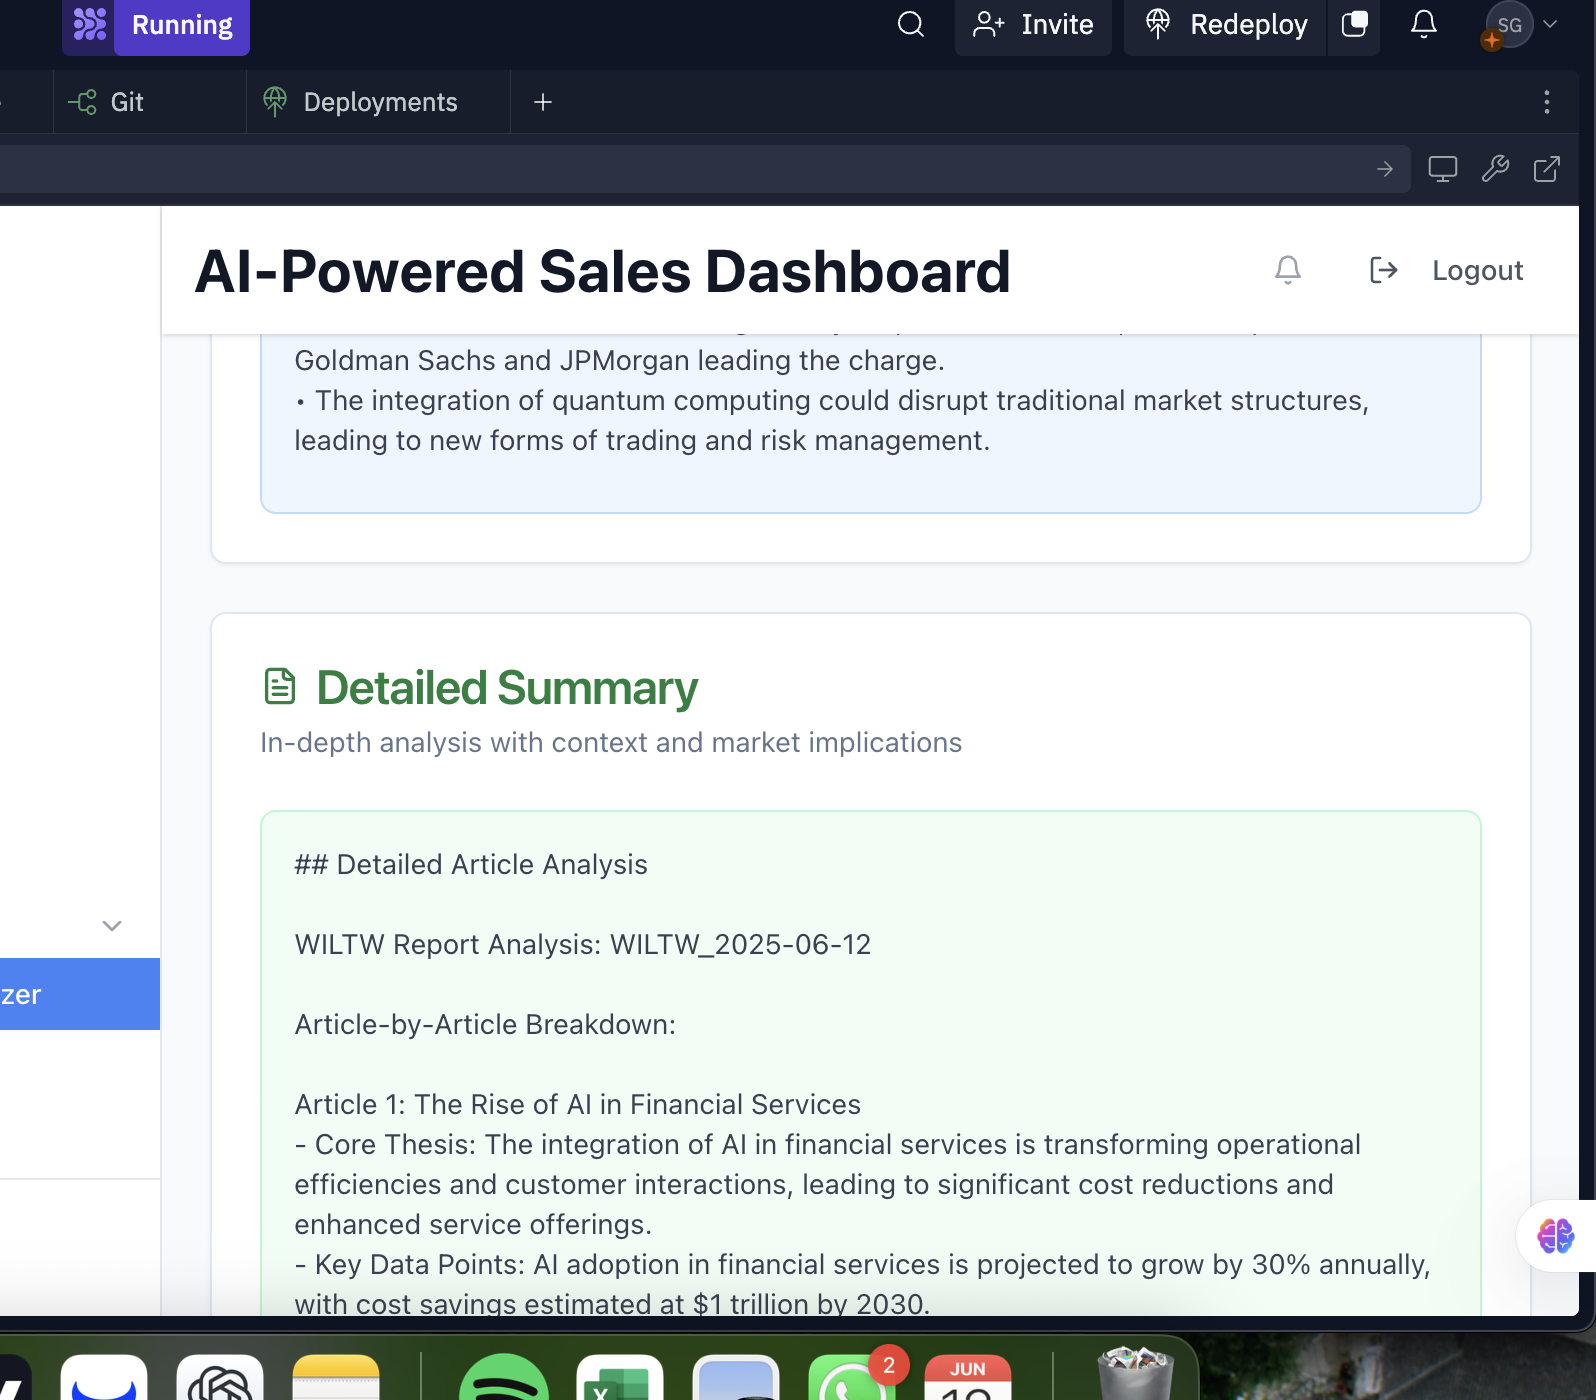 Running
Invite
Redeploy
SG
Git
Deployments
AI-Powered Sales Dashboard
Logout
Goldman Sachs and JPMorgan leading the charge.
• The integration of quantum computing could disrupt traditional market structures,
leading to new forms of trading and risk management.
Detailed Summary
In-depth analysis with context and market implications
## Detailed Article Analysis
WILTW Report Analysis: WILTW_2025-06-12
zer
Article-by-Article Breakdown:
Article 1: The Rise of AI in Financial Services
- Core Thesis: The integration of AI in financial services is transforming operational
efficiencies and customer interactions, leading to significant cost reductions and
enhanced service offerings.
- Key Data Points: AI adoption in financial services is projected to grow by 30% annually,
with cost savings estimated at $1 trillion by 2030.
2
JUN